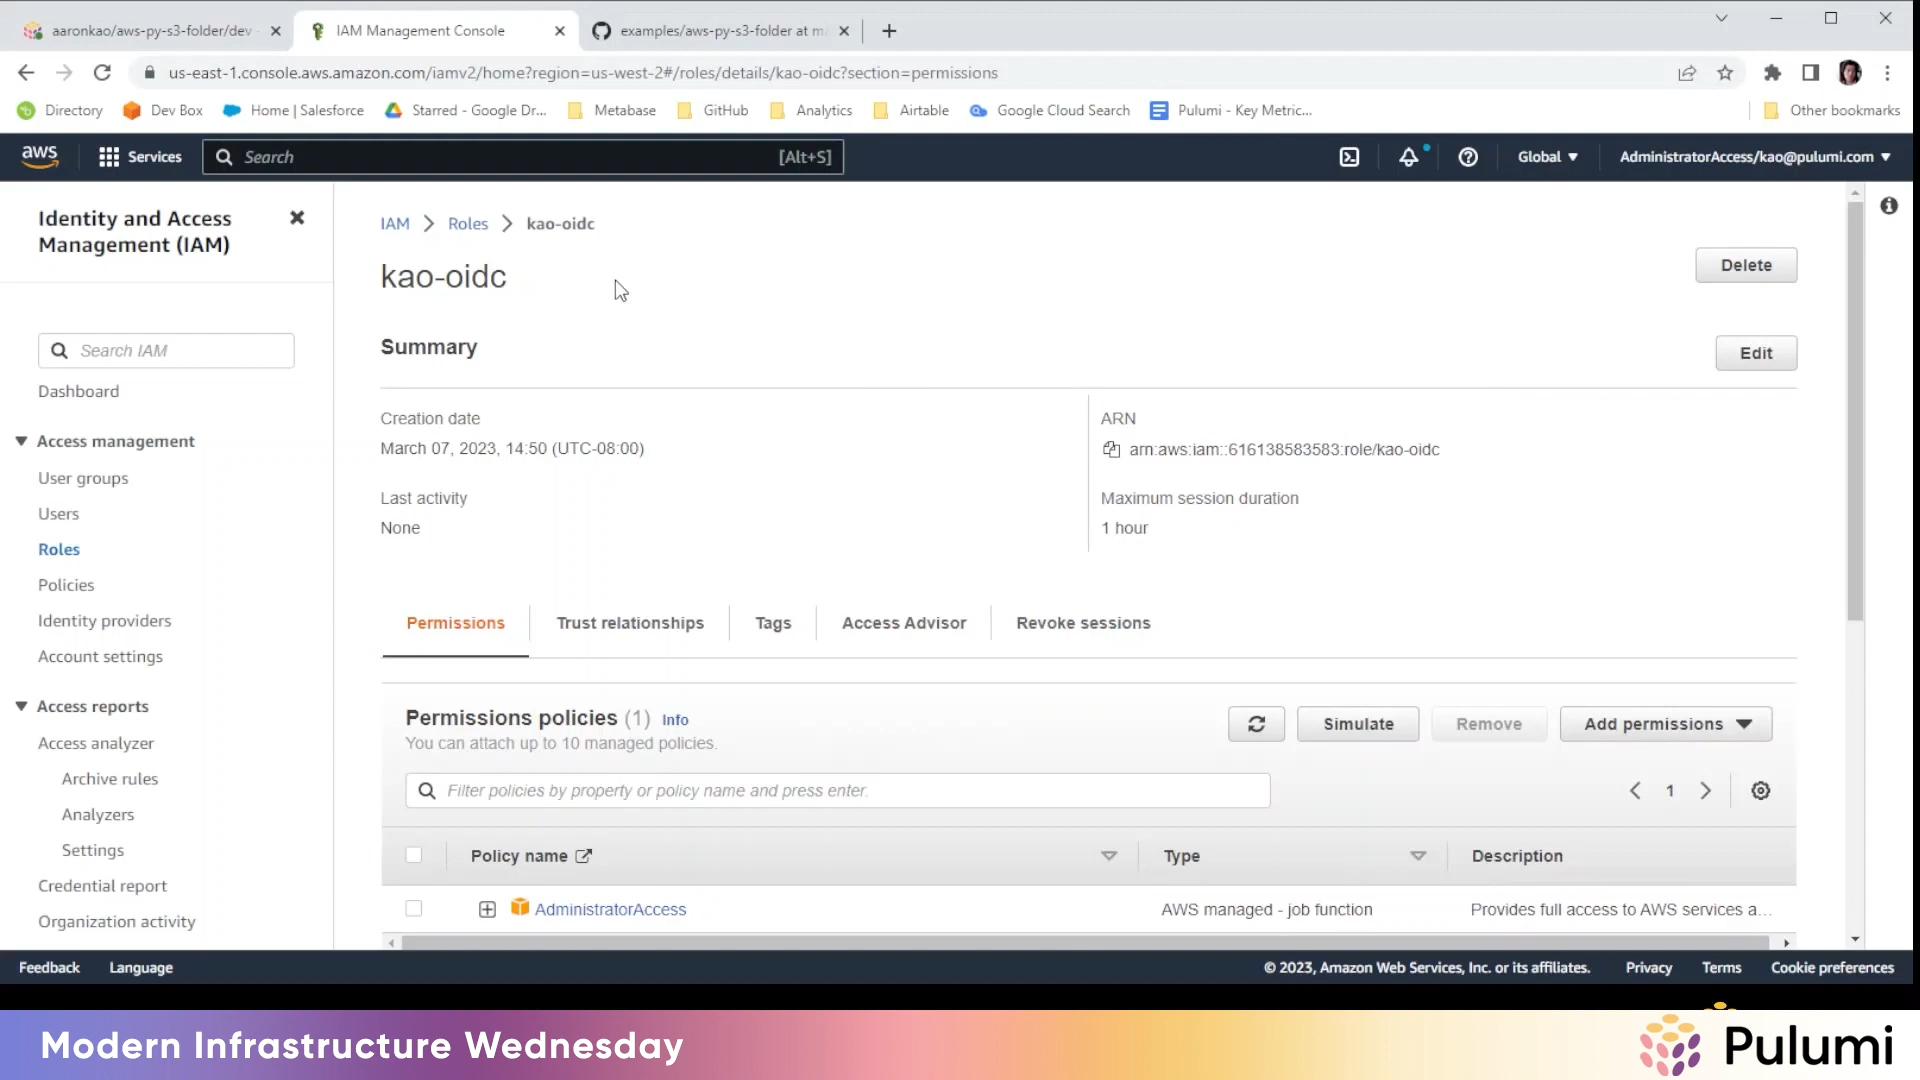 aaronkao/aws-py-s3-folder/dev
IAM Management Console
examples/aws-py-s3-folder at m
us-east-1.console.aws.amazon.com/iamv2/home?region=us-west-2#/roles/details/kao-oidc?section=permissions
Directory
Dev Box
Home | Salesforce
Starred - Google Dr...
Metabase
GitHub
Analytics
Airtable
Google Cloud Search
Pulumi - Key Metric...
Other bookmarks
aws
Services
Search
[Alt+S]
Global
AdministratorAccess/kao@pulumi.com
Identity and Access
Management (IAM)
Search IAM
Dashboard
Access management
User groups
Users
Roles
Policies
Identity providers
Account settings
Access reports
Access analyzer
Archive rules
Analyzers
Settings
Credential report
Organization activity
IAM > Roles > kao-oidc
kao-oidc
Delete
Summary
Edit
Creation date
March 07, 2023, 14:50 (UTC-08:00)
ARN
arn:aws:iam::616138583583:role/kao-oidc
Last activity
None
Maximum session duration
1 hour
Permissions
Trust relationships
Tags
Access Advisor
Revoke sessions
Permissions policies (1) Info
You can attach up to 10 managed policies.
Simulate
Remove
Add permissions
Filter policies by property or policy name and press enter.
1
Policy name
Type
Description
AdministratorAccess
AWS managed - job function
Provides full access to AWS services a...
Feedback
Language
© 2023, Amazon Web Services, Inc. or its affiliates.
Privacy
Terms
Cookie preferences
Modern Infrastructure Wednesday
Pulumi